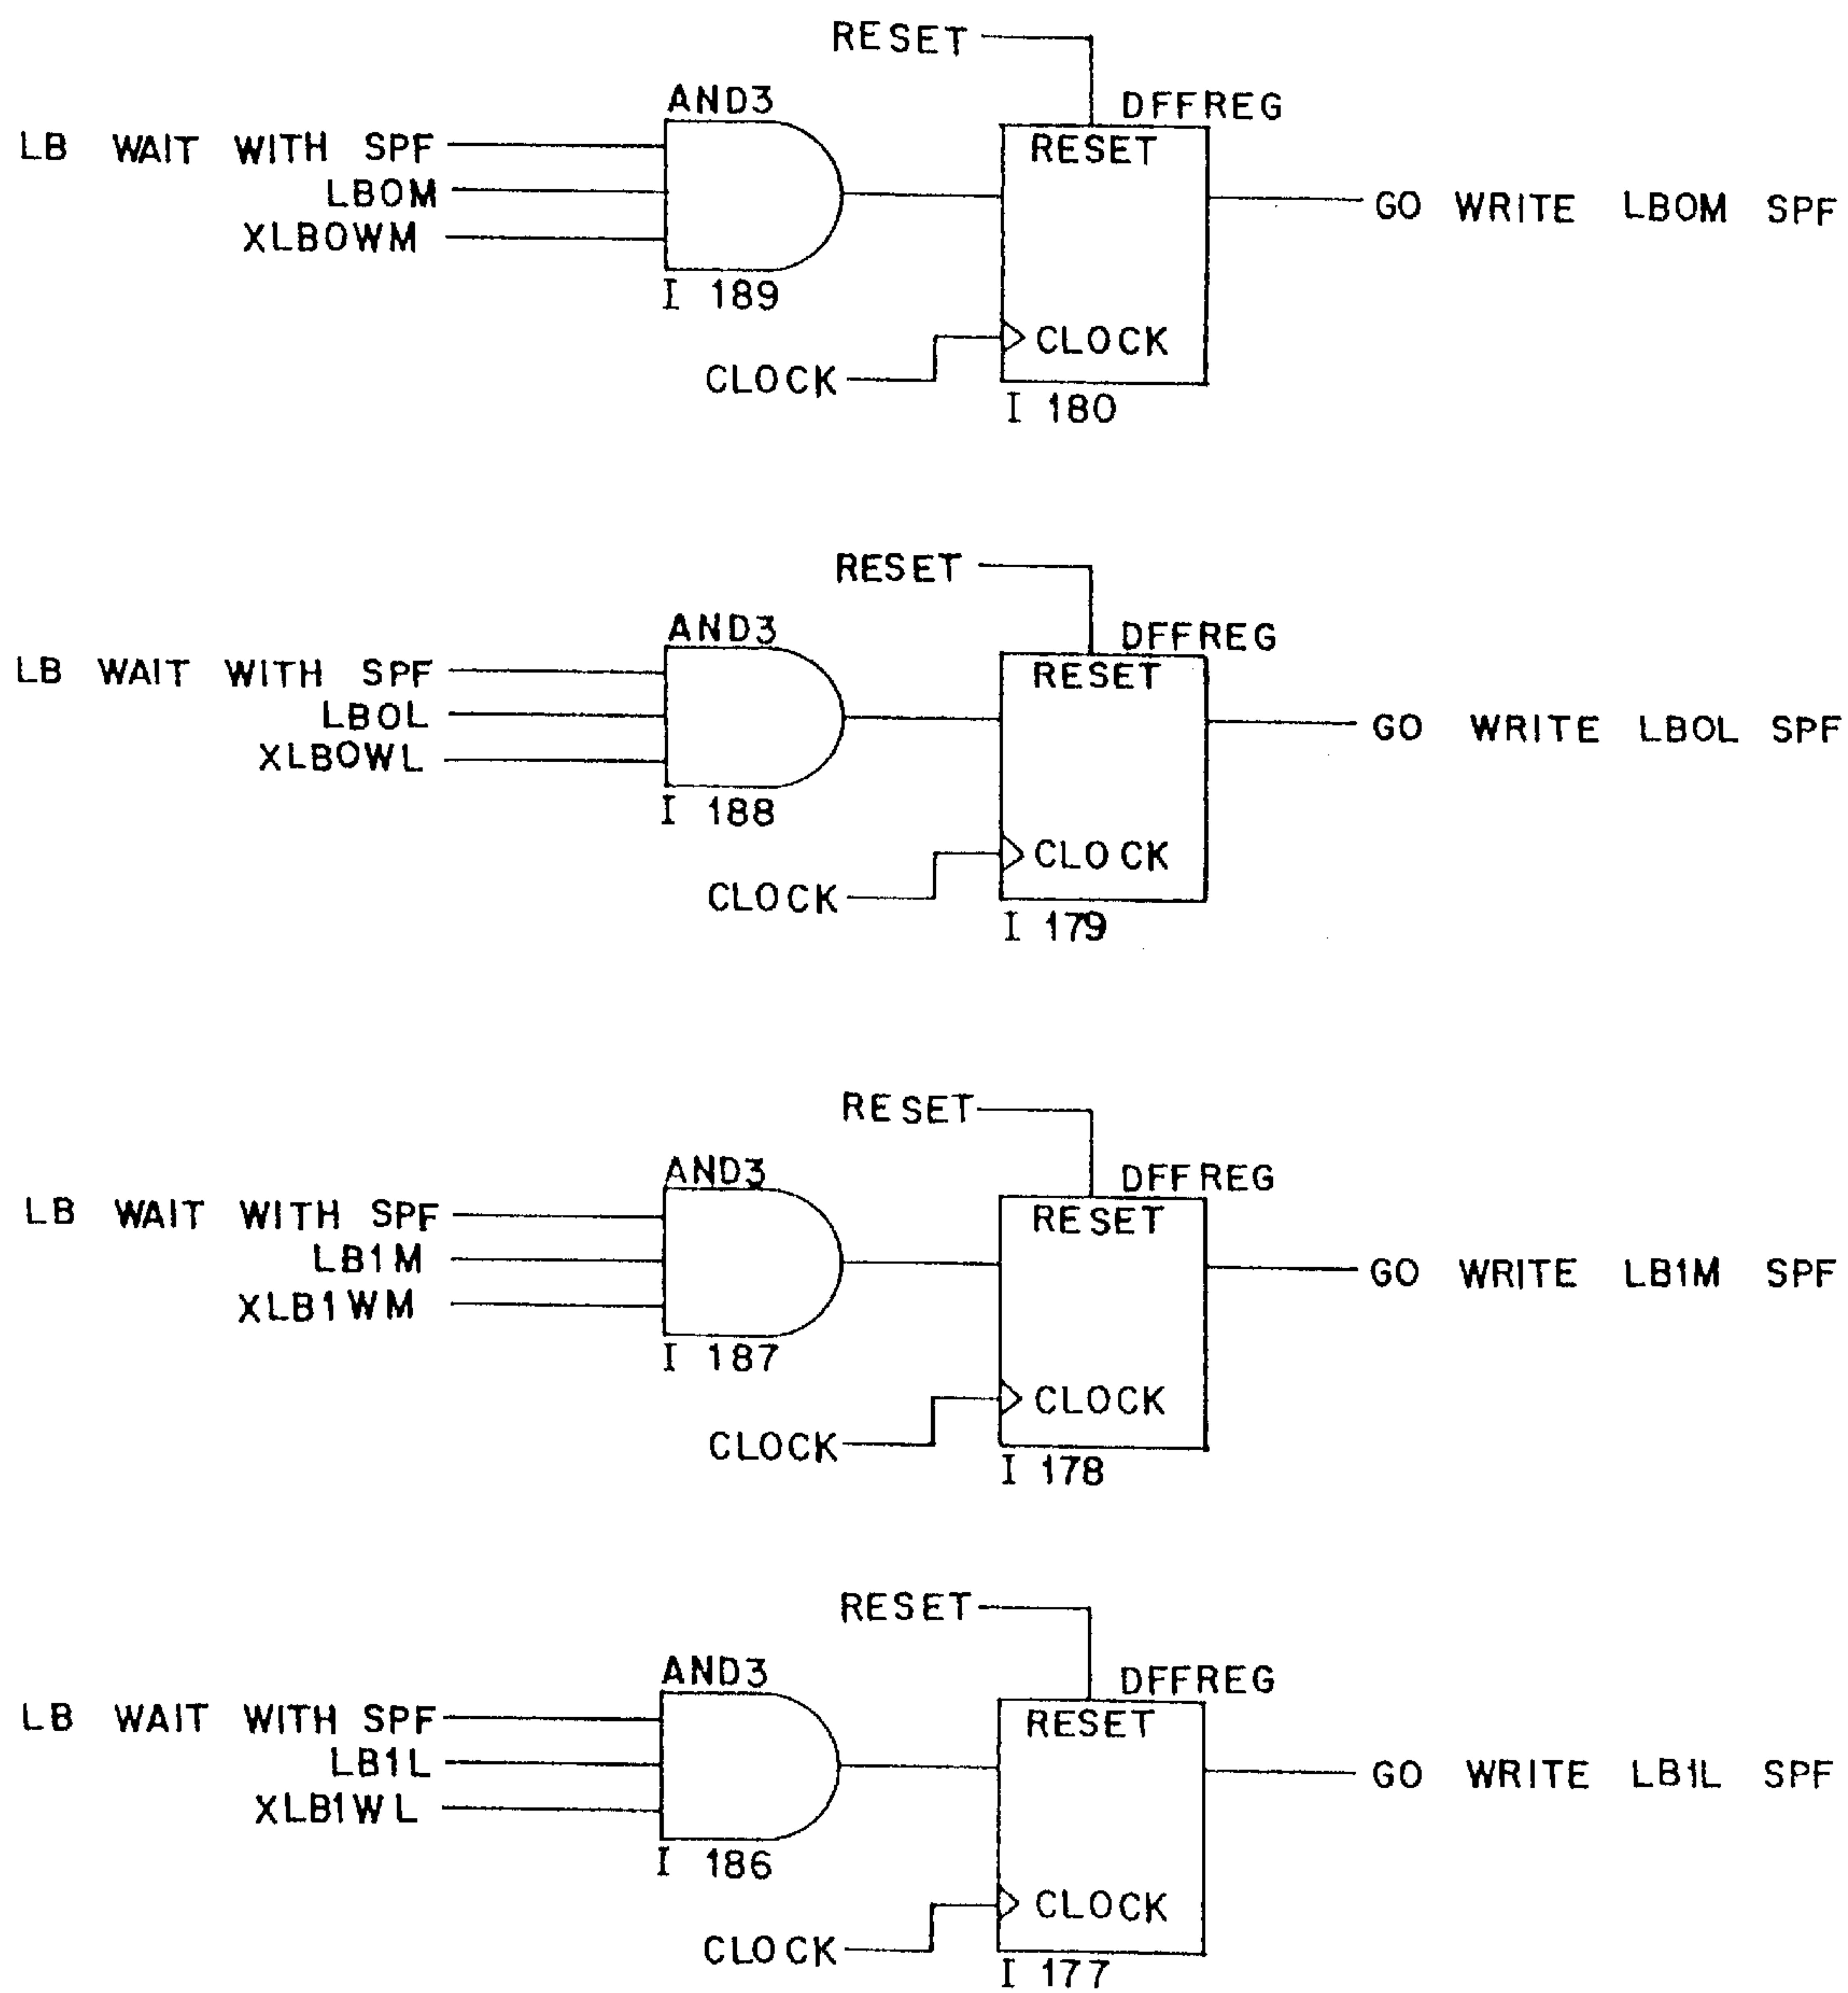 RESET
AND3
DFFREG
LB WAIT WITH SPF
RESET
LBOM
GO WRITE LBOM SPF
XLBOWM
I 189
CLOCK
CLOCK
I 180
RESET
AND3
DFFREG
LB WAIT WITH SPF
RESET
LBOL
GO WRITE LBOL SPF
XLBOWL
I 188
CLOCK
CLOCK
I 179
RESET
AND3
DFFREG
LB WAIT WITH SPF
RESET
LB1M
GO WRITE LB1M SPF
XLB1WM
I 187
CLOCK
CLOCK
I 178
RESET
AND3
DFFREG
LB WAIT WITH SPF
RESET
LB1L
GO WRITE LB1L SPF
XLB1WL
I 186
CLOCK
CLOCK
I 177